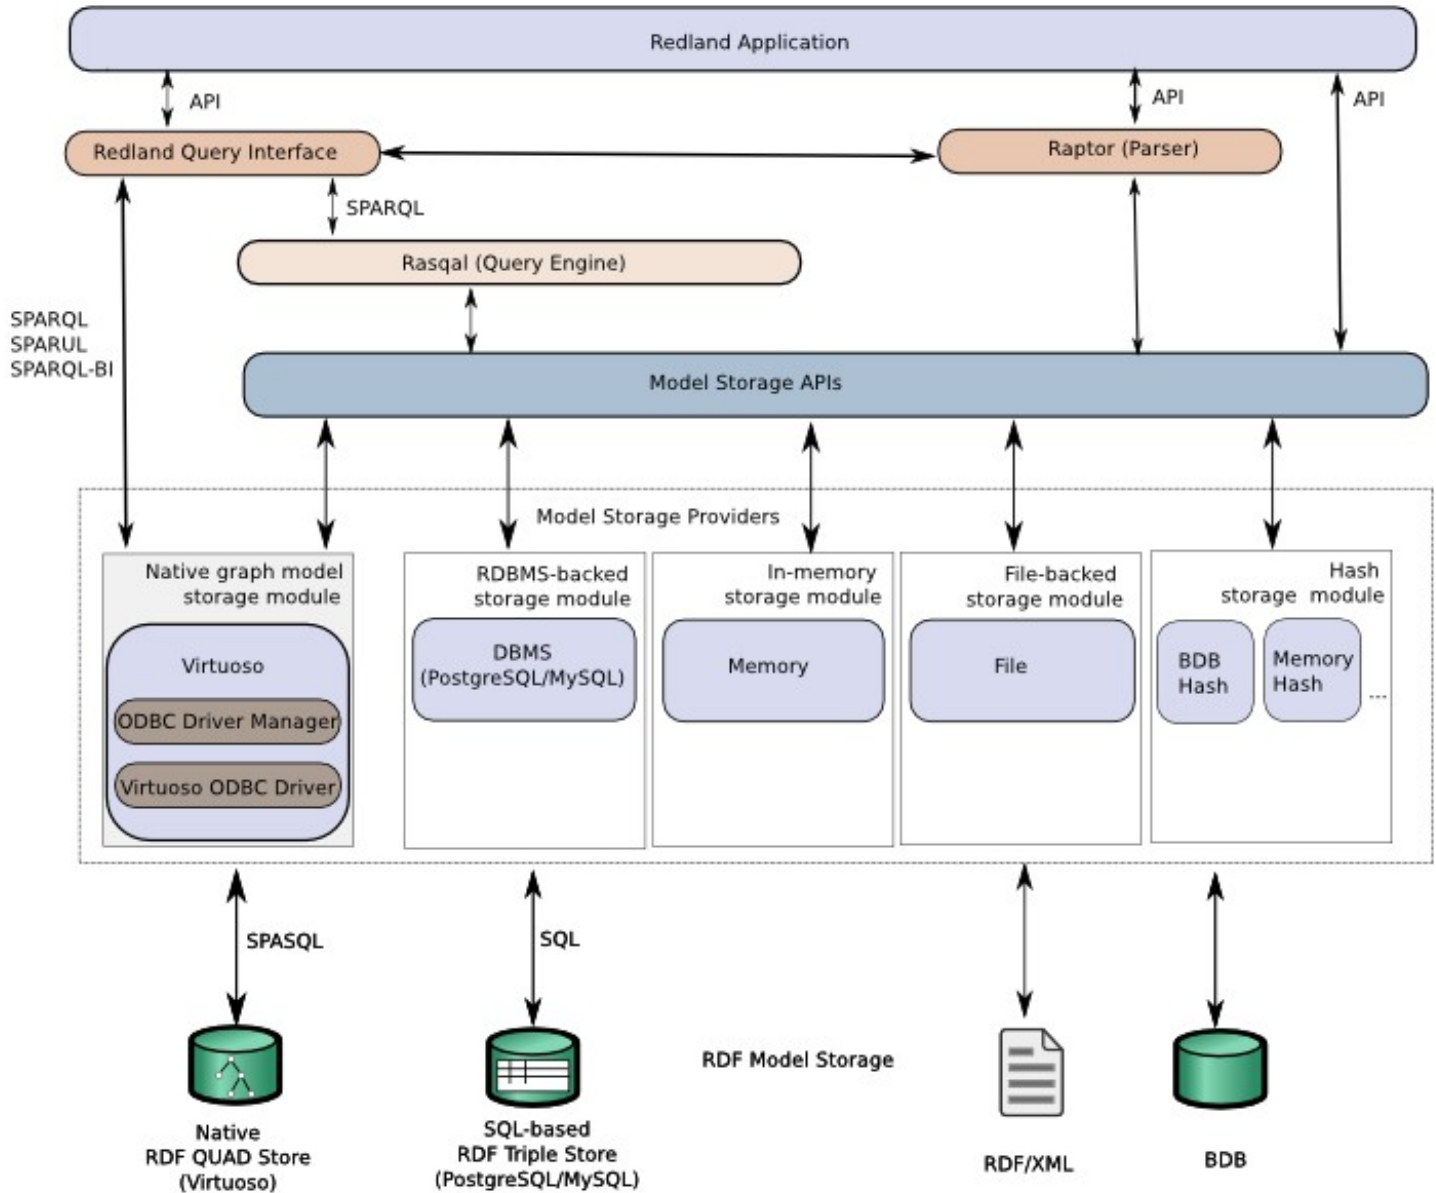 Redland Application
API
API
API
Redland Query Interface
Raptor (Parser)
SPARQL
Rasqal (Query Engine)
SPARQL
SPARUL
SPARQL-BI
Model Storage APIs
Model Storage Providers
Native graph model
storage module
Virtuoso
ODBC Driver Manager
Virtuoso ODBC Driver
RDBMS-backed
storage module
DBMS
(PostgreSQL/MySQL)
In-memory
storage module
Memory
File-backed
storage module
File
Hash
storage module
BDB
Hash
Memory
Hash
...
SPASQL
SQL
RDF Model Storage
Native
RDF QUAD Store
(Virtuoso)
SQL-based
RDF Triple Store
(PostgreSQL/MySQL)
RDF/XML
BDB